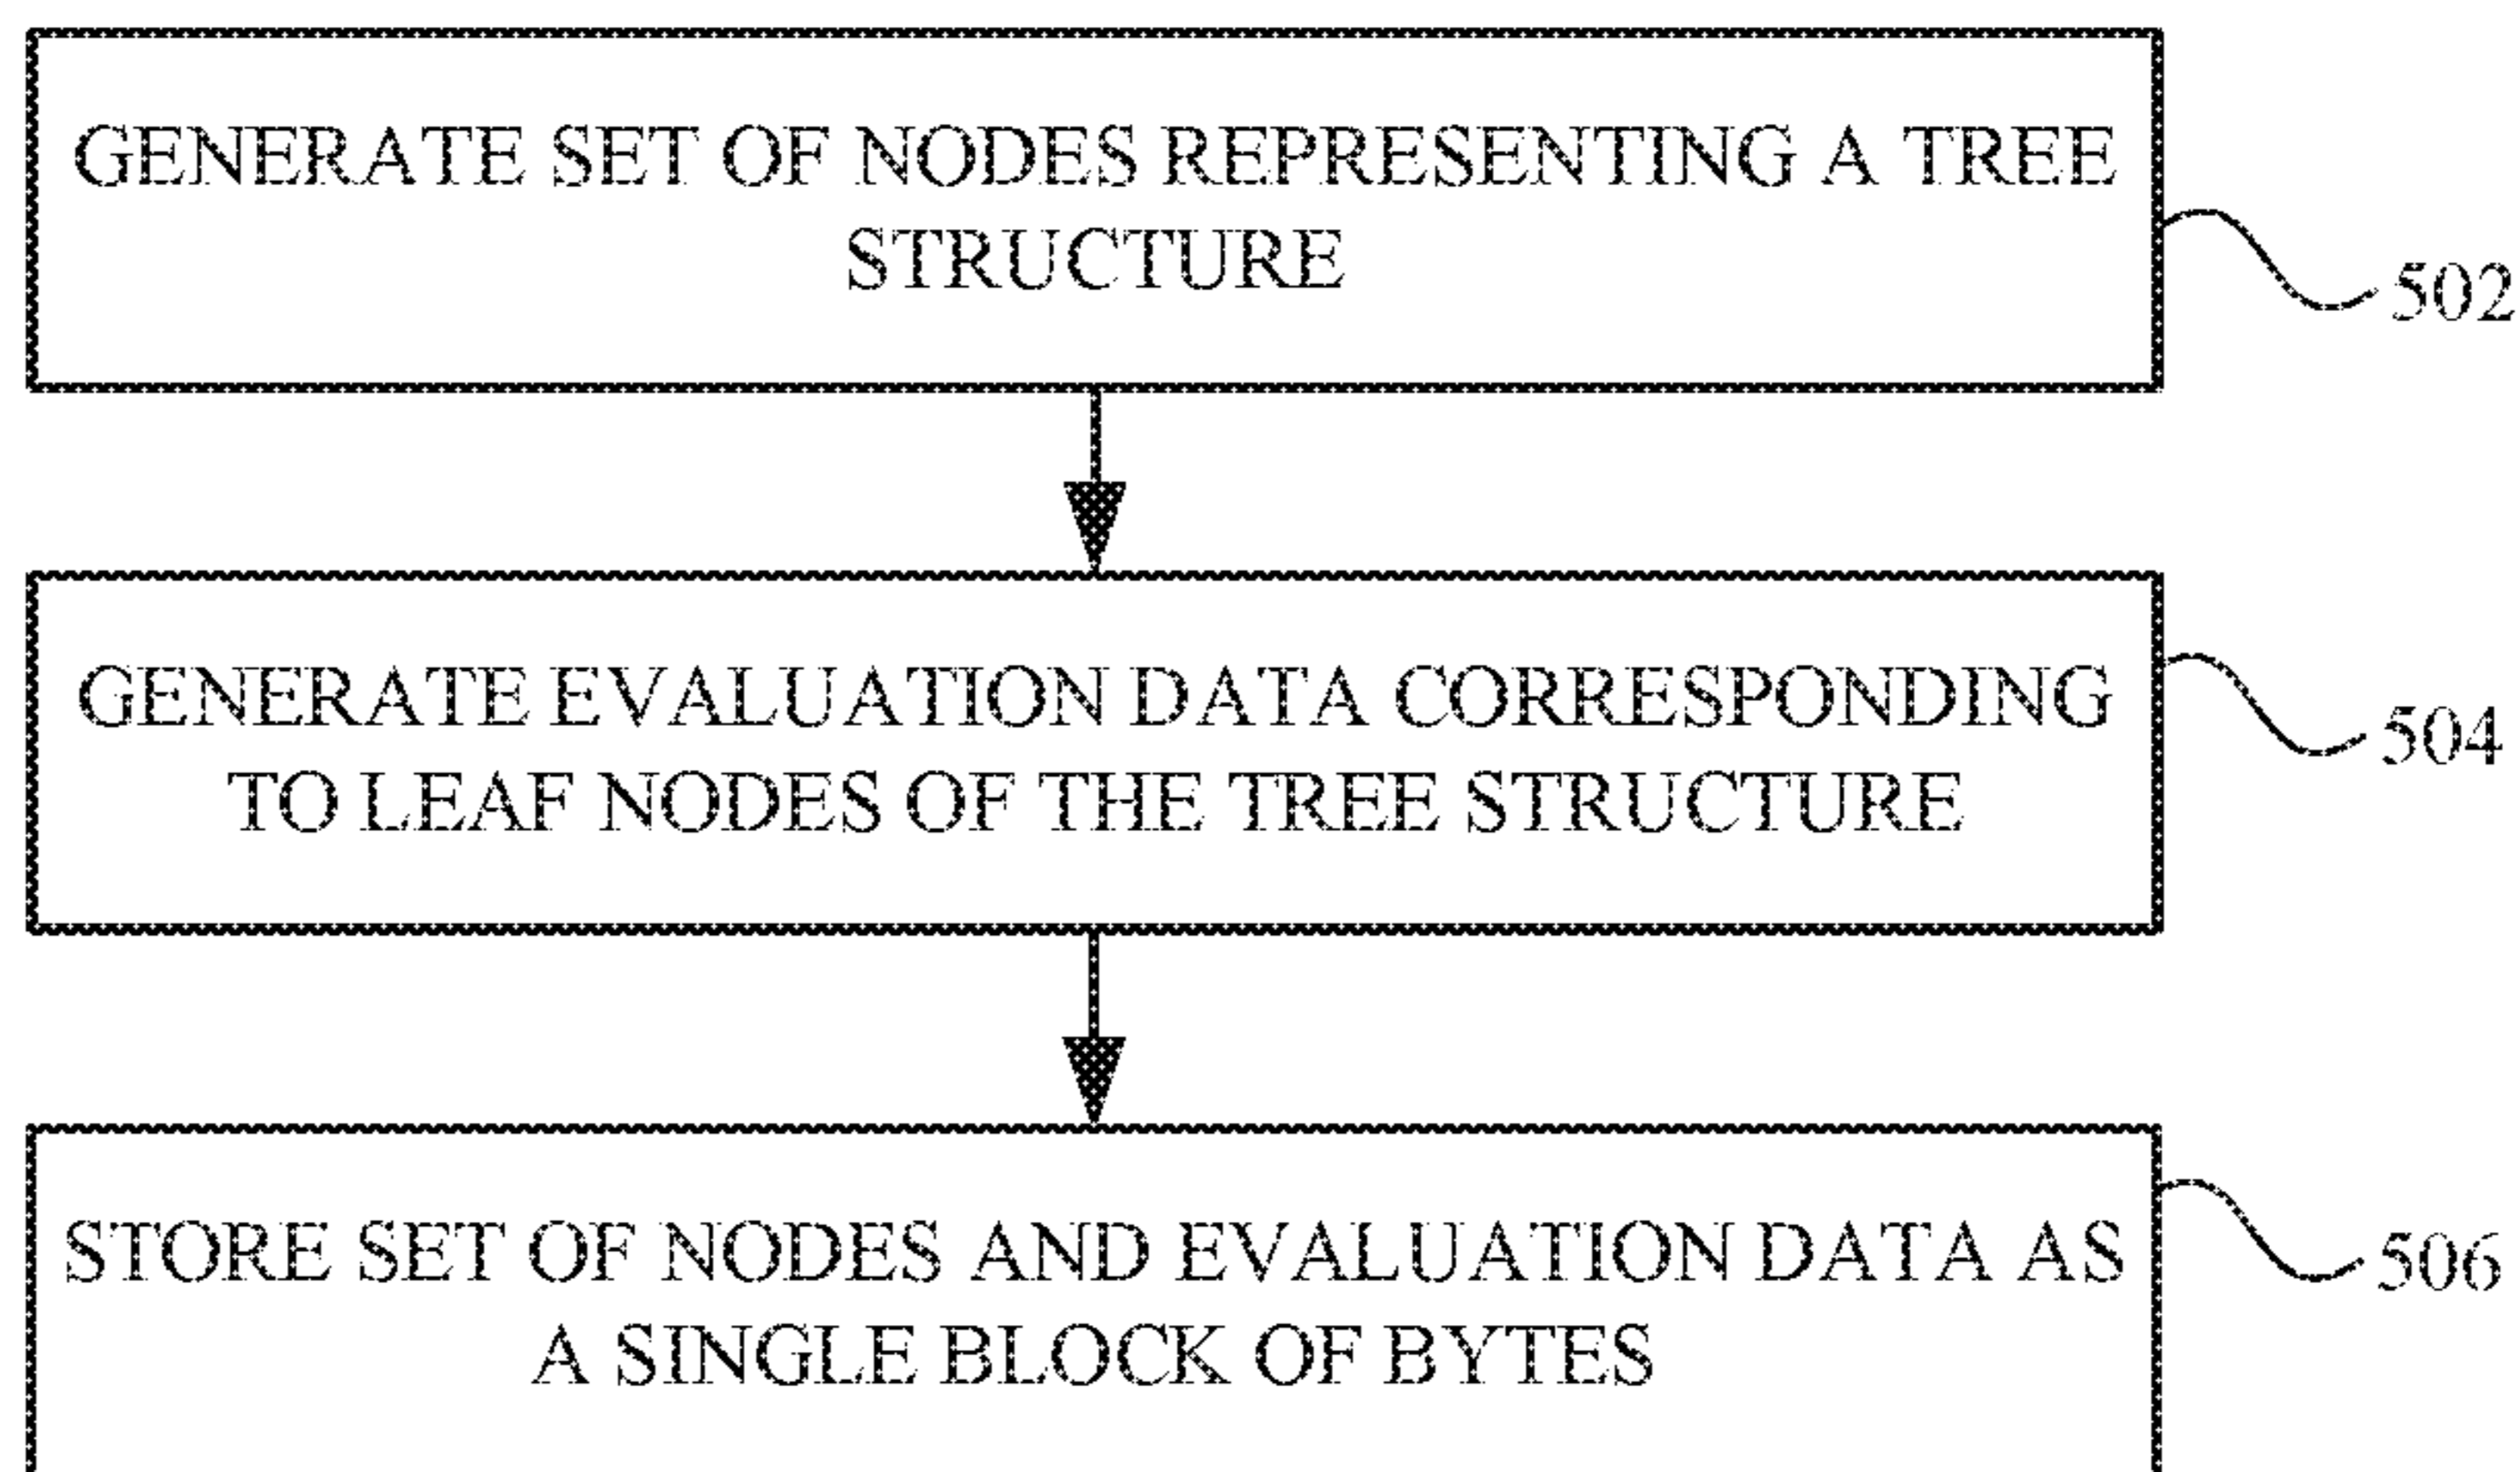 GENERATE SET OF NODES REPRESENTING A TREE
STRUCTURE
502
GENERATE EVALUATION DATA CORRESPONDING
TO LEAF NODES OF THE TREE STRUCTURE
504
STORE SET OF NODES AND EVALUATION DATA AS
A SINGLE BLOCK OF BYTES
506